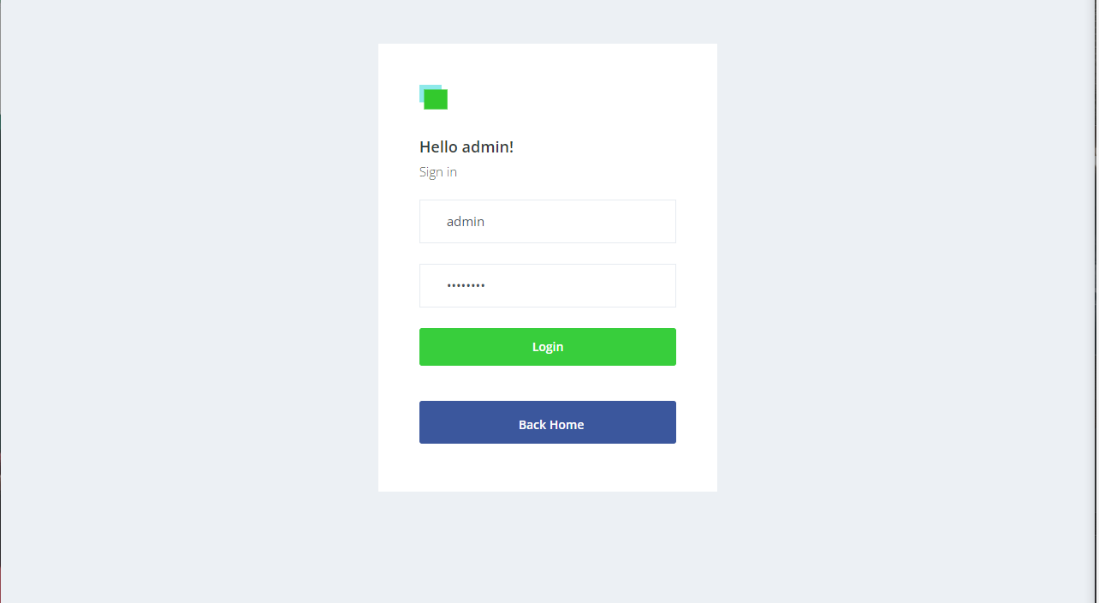 Hello admin!
Sign in
admin
••••••••
Login
Back Home